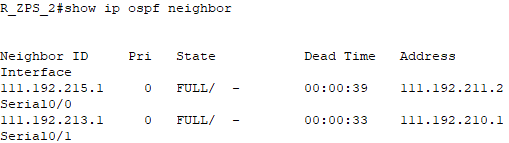 R_ZPS_2#show ip ospf neighbor
Neighbor ID     Pri   State           Dead Time   Address
Interface
111.192.215.1     0   FULL/  -        00:00:39    111.192.211.2
Serial0/0
111.192.213.1     0   FULL/  -        00:00:33    111.192.210.1
Serial0/1